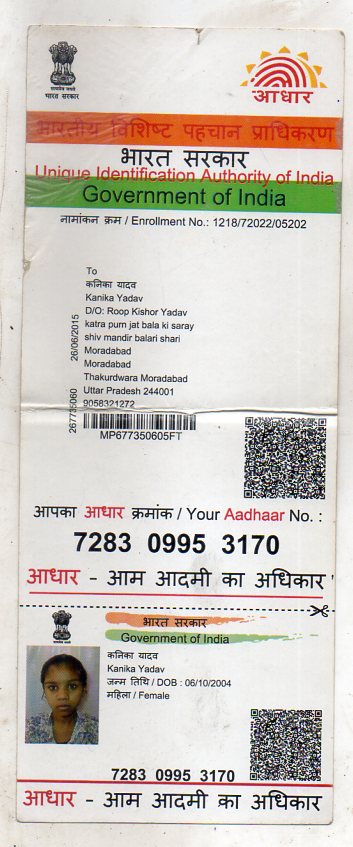 सत्यमेव जयते
भारत सरकार
आधार
भारतीय विशिष्ट पहचान प्राधिकरण
भारत सरकार
Unique Identification Authority of India
Government of India
नामांकन क्रम / Enrollment No.: 1218/72022/05202
To
कनिका यादव
Kanika Yadav
D/O: Roop Kishor Yadav
katra purn jat bala ki saray
shiv mandir balari shari
Moradabad
Moradabad
Thakurdwara Moradabad
Uttar Pradesh 244001
9058321272
26/06/2015
267735060
MP677350605FT
आपका आधार क्रमांक / Your Aadhaar No. :
7283 0995 3170
आधार - आम आदमी का अधिकार
भारत सरकार
Government of India
कनिका यादव
Kanika Yadav
जन्म तिथि / DOB : 06/10/2004
महिला / Female
7283 0995 3170
आधार - आम आदमी का अधिकार